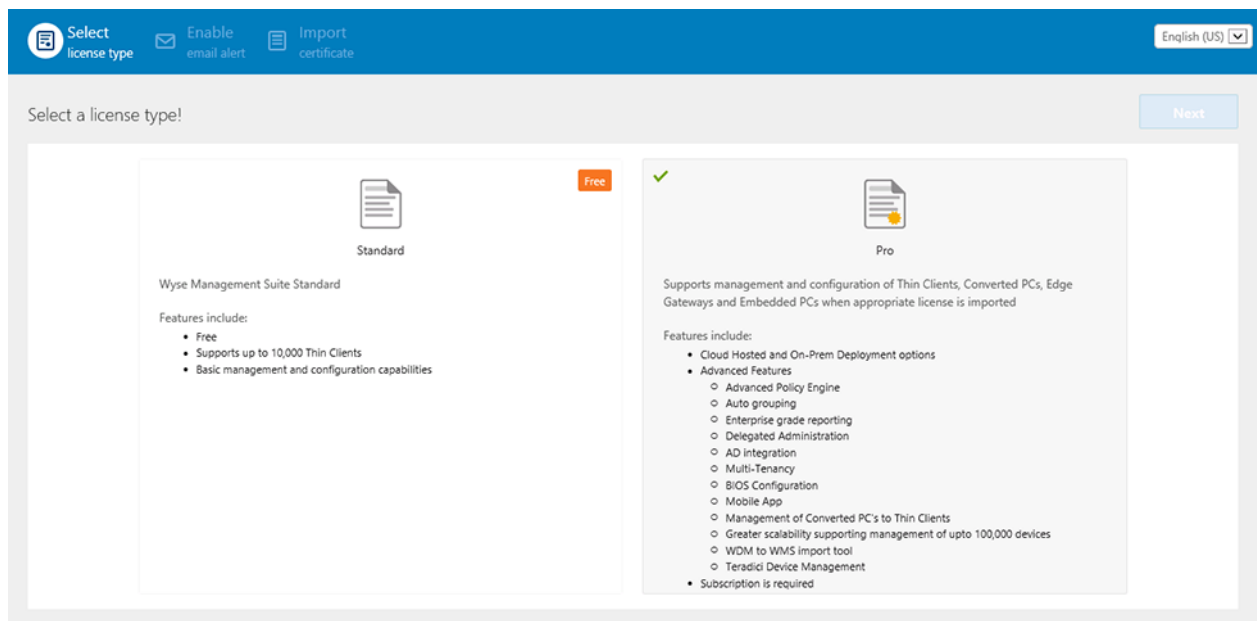 Select
license type
Enable
email alert
Import
certificate
English (US)
Select a license type!
Next
Free
Standard
Wyse Management Suite Standard
Features include:
Free
Supports up to 10,000 Thin Clients
Basic management and configuration capabilities
Pro
Supports management and configuration of Thin Clients, Converted PCs, Edge
Gateways and Embedded PCs when appropriate license is imported
Features include:
Cloud Hosted and On-Prem Deployment options
Advanced Features
Advanced Policy Engine
Auto grouping
Enterprise grade reporting
Delegated Administration
AD integration
Multi-Tenancy
BIOS Configuration
Mobile App
Management of Converted PC's to Thin Clients
Greater scalability supporting management of upto 100,000 devices
WDM to WMS import tool
Teradici Device Management
Subscription is required